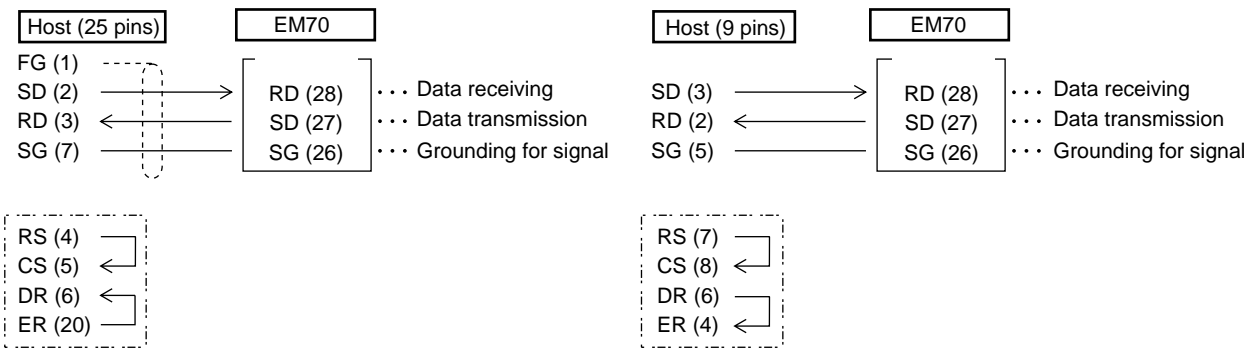 Host (25 pins)
EM70
FG (1)
SD (2)
RD (28)
··· Data receiving
RD (3)
SD (27)
··· Data transmission
SG (7)
SG (26)
··· Grounding for signal
RS (4)
CS (5)
DR (6)
ER (20)
Host (9 pins)
EM70
SD (3)
RD (28)
··· Data receiving
RD (2)
SD (27)
··· Data transmission
SG (5)
SG (26)
··· Grounding for signal
RS (7)
CS (8)
DR (6)
ER (4)